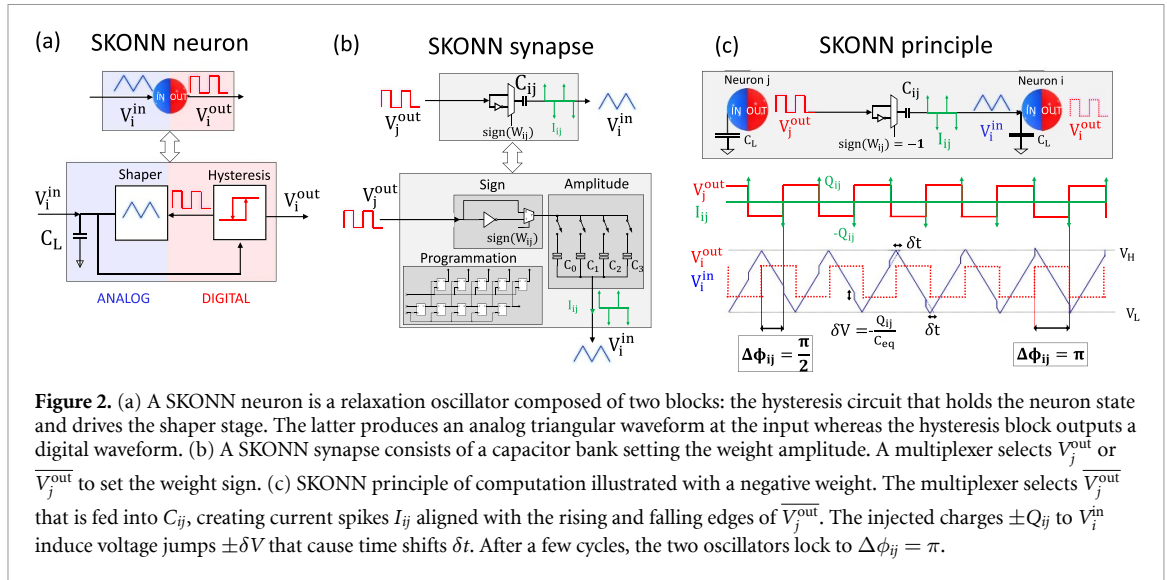 (a) SKONN neuron
IN OUT
V_i^in V_i^out
Shaper Hysteresis
V_i^in V_i^out
C_L
ANALOG DIGITAL
(b) SKONN synapse
C_ij
V_j^out I_ij V_i^in
sign(W_ij)
V_j^out Sign Amplitude
sign(W_ij)
C_0 C_1 C_2 C_3
Programmation
I_ij
V_i^in
(c) SKONN principle
Neuron j C_ij Neuron i
IN OUT IN OUT
V_j^out I_ij V_i^in V_i^out
C_L sign(W_ij) = -1 C_L
V_j^out Q_ij
I_ij
-Q_ij
V_i^out δt V_H
V_i^in
δV = -Q_ij/C_eq δt V_L
Δϕ_ij = π/2 Δϕ_ij = π
Figure 2. (a) A SKONN neuron is a relaxation oscillator composed of two blocks: the hysteresis circuit that holds the neuron state
and drives the shaper stage. The latter produces an analog triangular waveform at the input whereas the hysteresis block outputs a
digital waveform. (b) A SKONN synapse consists of a capacitor bank setting the weight amplitude. A multiplexer selects V_j^out or
V̅_j^out to set the weight sign. (c) SKONN principle of computation illustrated with a negative weight. The multiplexer selects V̅_j^out
that is fed into C_ij, creating current spikes I_ij aligned with the rising and falling edges of V̅_j^out. The injected charges ±Q_ij to V_i^in
induce voltage jumps ±δV that cause time shifts δt. After a few cycles, the two oscillators lock to Δϕ_ij = π.